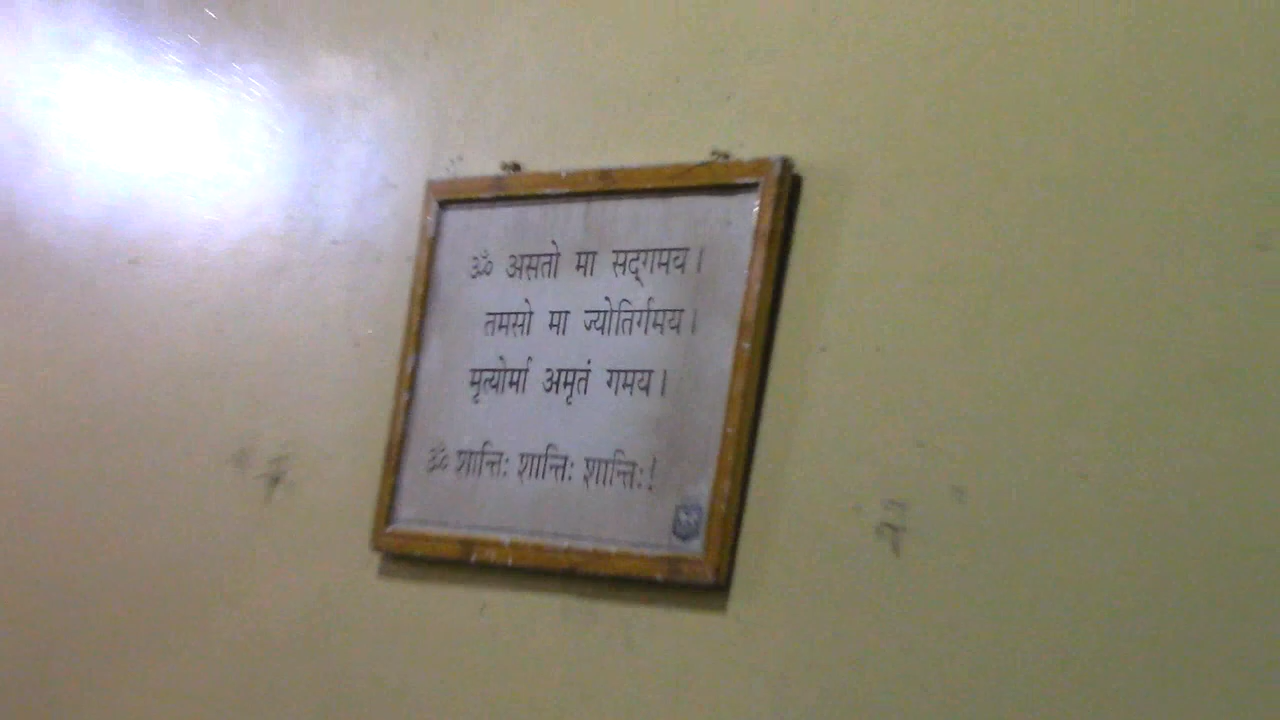 ॐ असतो मा सद्गमय।
तमसो मा ज्योतिर्गमय।
मृत्योर्मा अमृतं गमय।
ॐ शान्तिः शान्तिः शान्तिः!